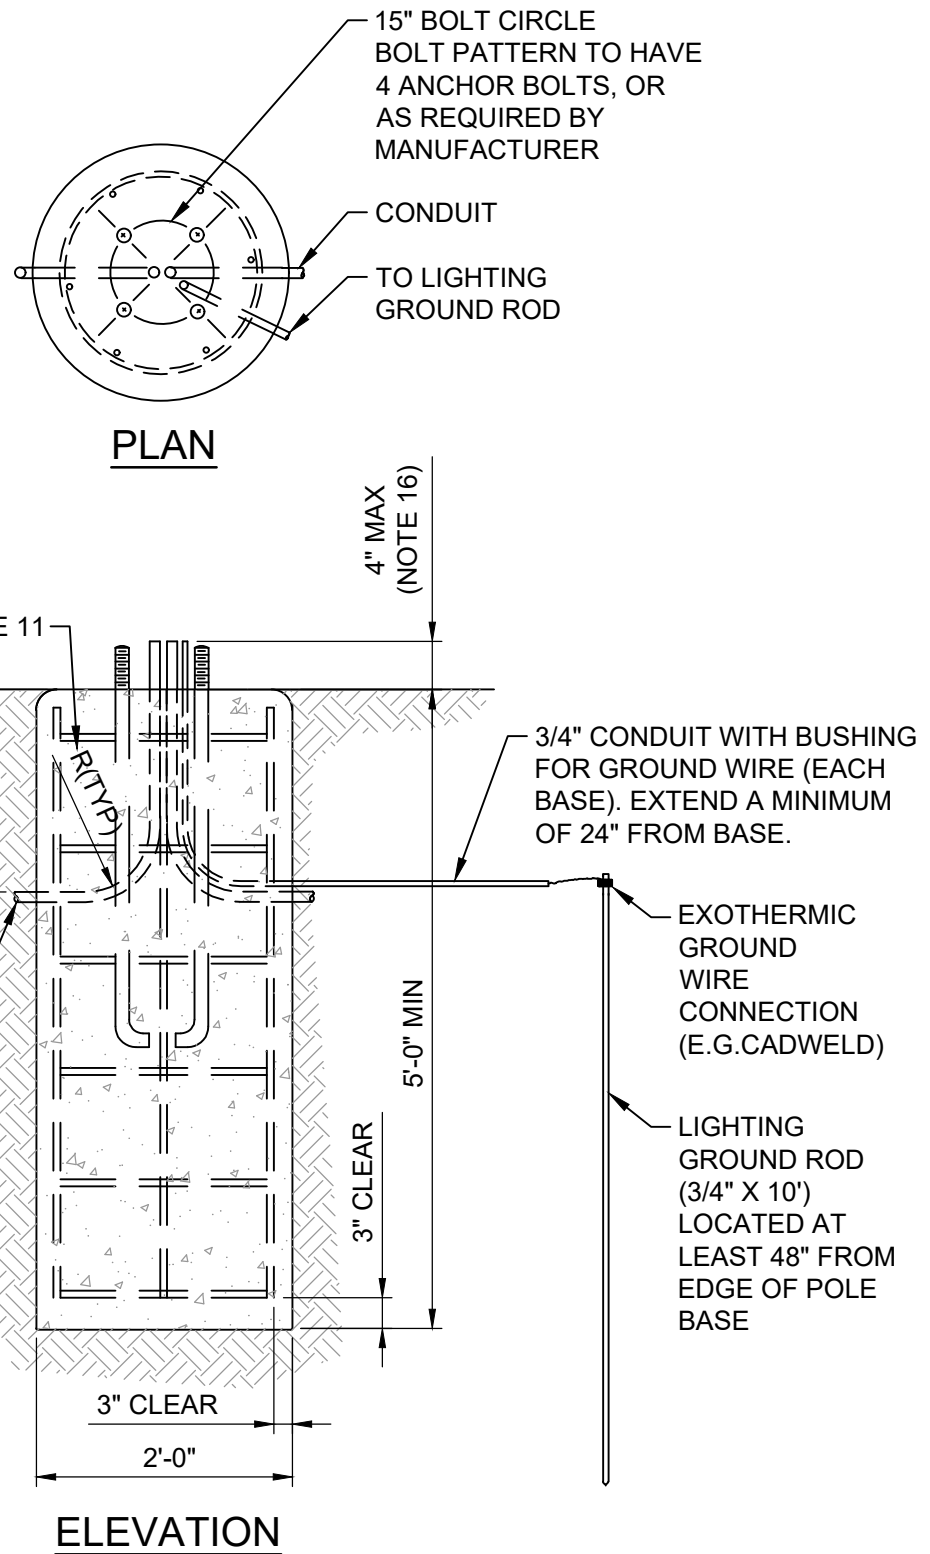 15" BOLT CIRCLE
BOLT PATTERN TO HAVE
4 ANCHOR BOLTS, OR
AS REQUIRED BY
MANUFACTURER
CONDUIT
TO LIGHTING
GROUND ROD
PLAN
4" MAX
(NOTE 16)
E 11
R(TYP)
3/4" CONDUIT WITH BUSHING
FOR GROUND WIRE (EACH
BASE). EXTEND A MINIMUM
OF 24" FROM BASE.
EXOTHERMIC
GROUND
WIRE
CONNECTION
(E.G.CADWELD)
5'-0" MIN
3" CLEAR
LIGHTING
GROUND ROD
(3/4" X 10')
LOCATED AT
LEAST 48" FROM
EDGE OF POLE
BASE
3" CLEAR
2'-0"
ELEVATION